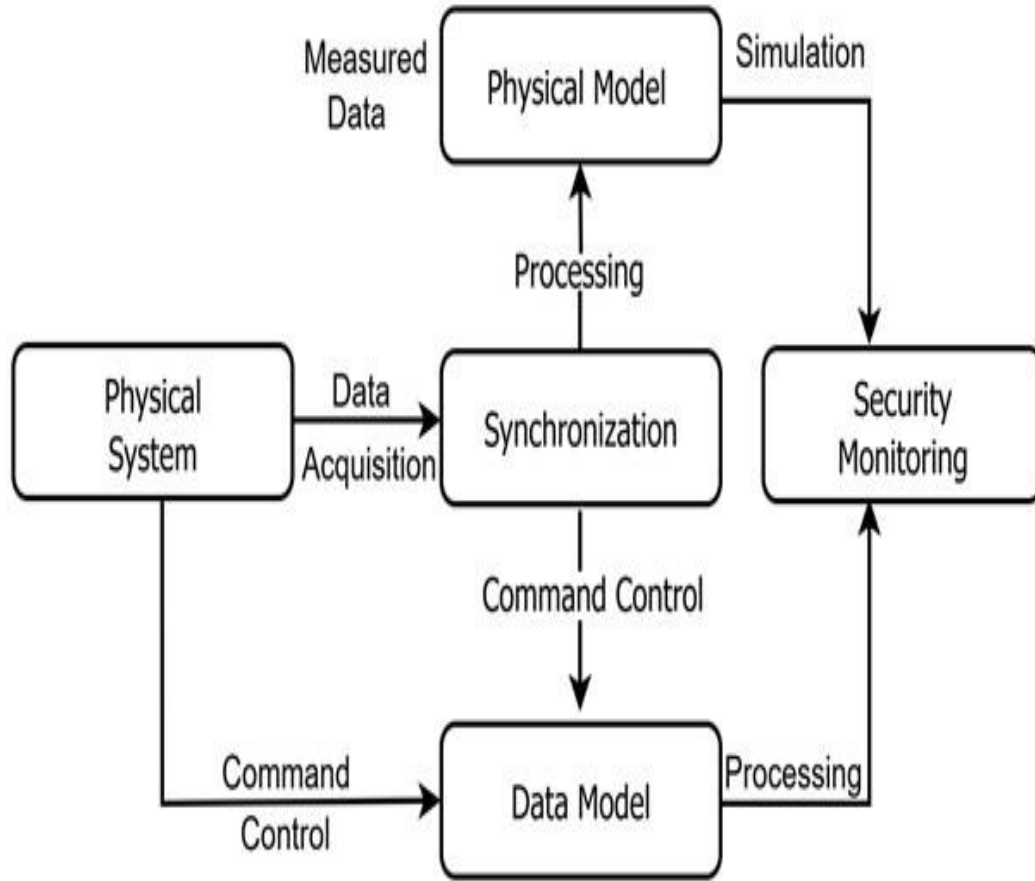 Measured
Data
Physical Model
Simulation
Processing
Physical
System
Data
Acquisition
Synchronization
Security
Monitoring
Command Control
Command
Control
Data Model
Processing